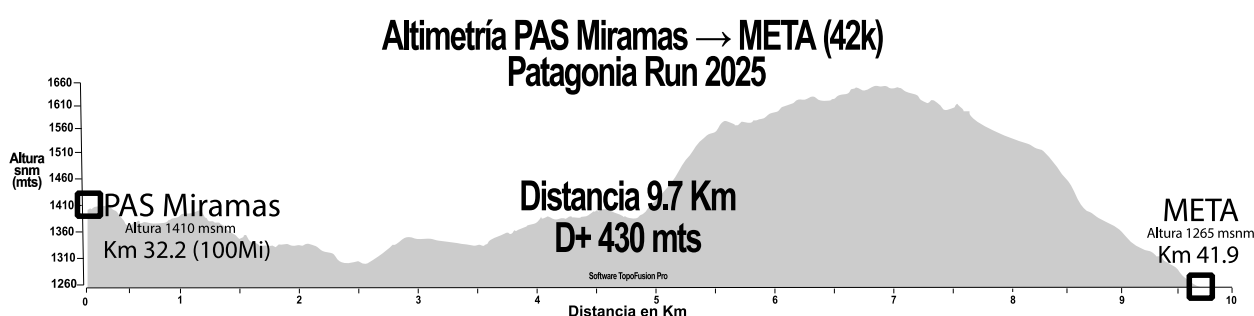 Altimetría PAS Miramas → META (42k)
Patagonia Run 2025
1660
1610
1560
1510
1460
1410
1360
1310
1260
Altura
snm
(mts)
PAS Miramas
Altura 1410 msnm
Km 32.2 (100Mi)
Distancia 9.7 Km
D+ 430 mts
Software TopoFusion Pro
META
Altura 1265 msnm
Km 41.9
0 1 2 3 4 5 6 7 8 9 10
Distancia en Km